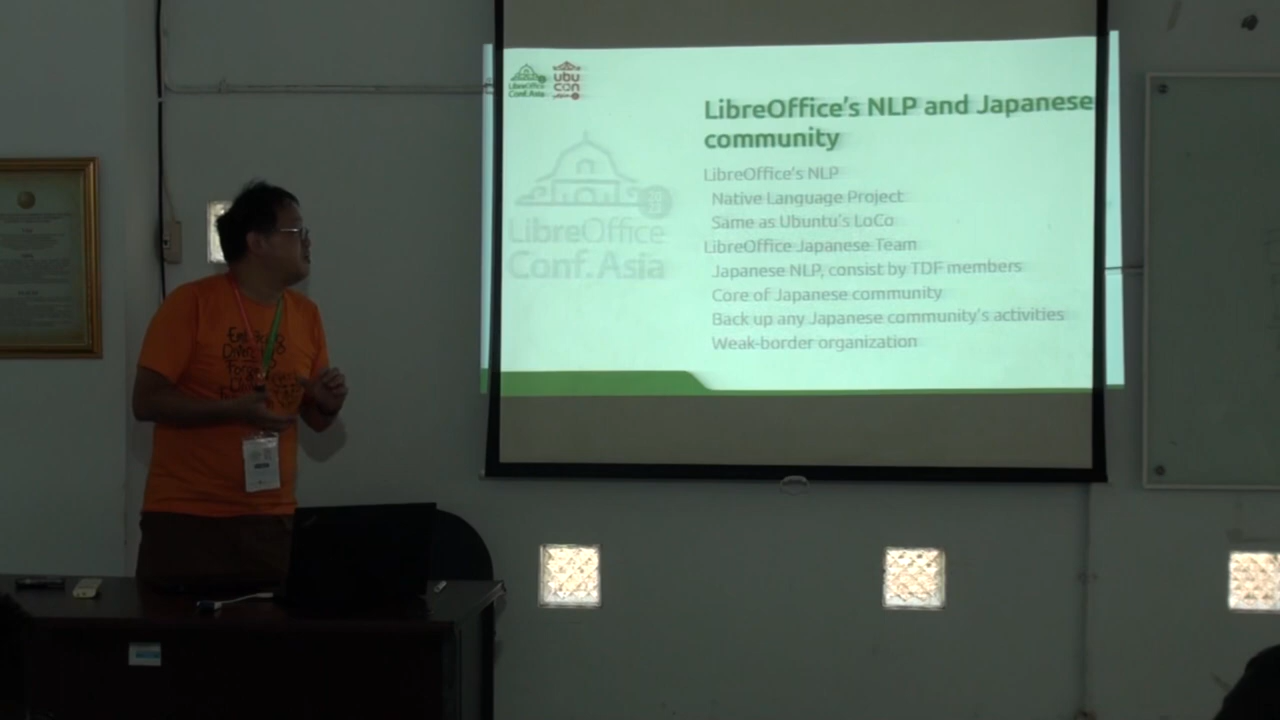 LibreOffice
Conf.Asia
ubu
con
LibreOffice's NLP and Japanese
community
LibreOffice
Conf.Asia
LibreOffice's NLP
Native Language Project
Same as Ubuntu's LoCo
LibreOffice Japanese Team
Japanese NLP, consist by TDF members
Core of Japanese community
Back up any Japanese community's activities
Weak-border organization